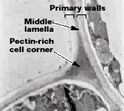 Primary walls
Middle
lamella
Pectin-rich
cell corner